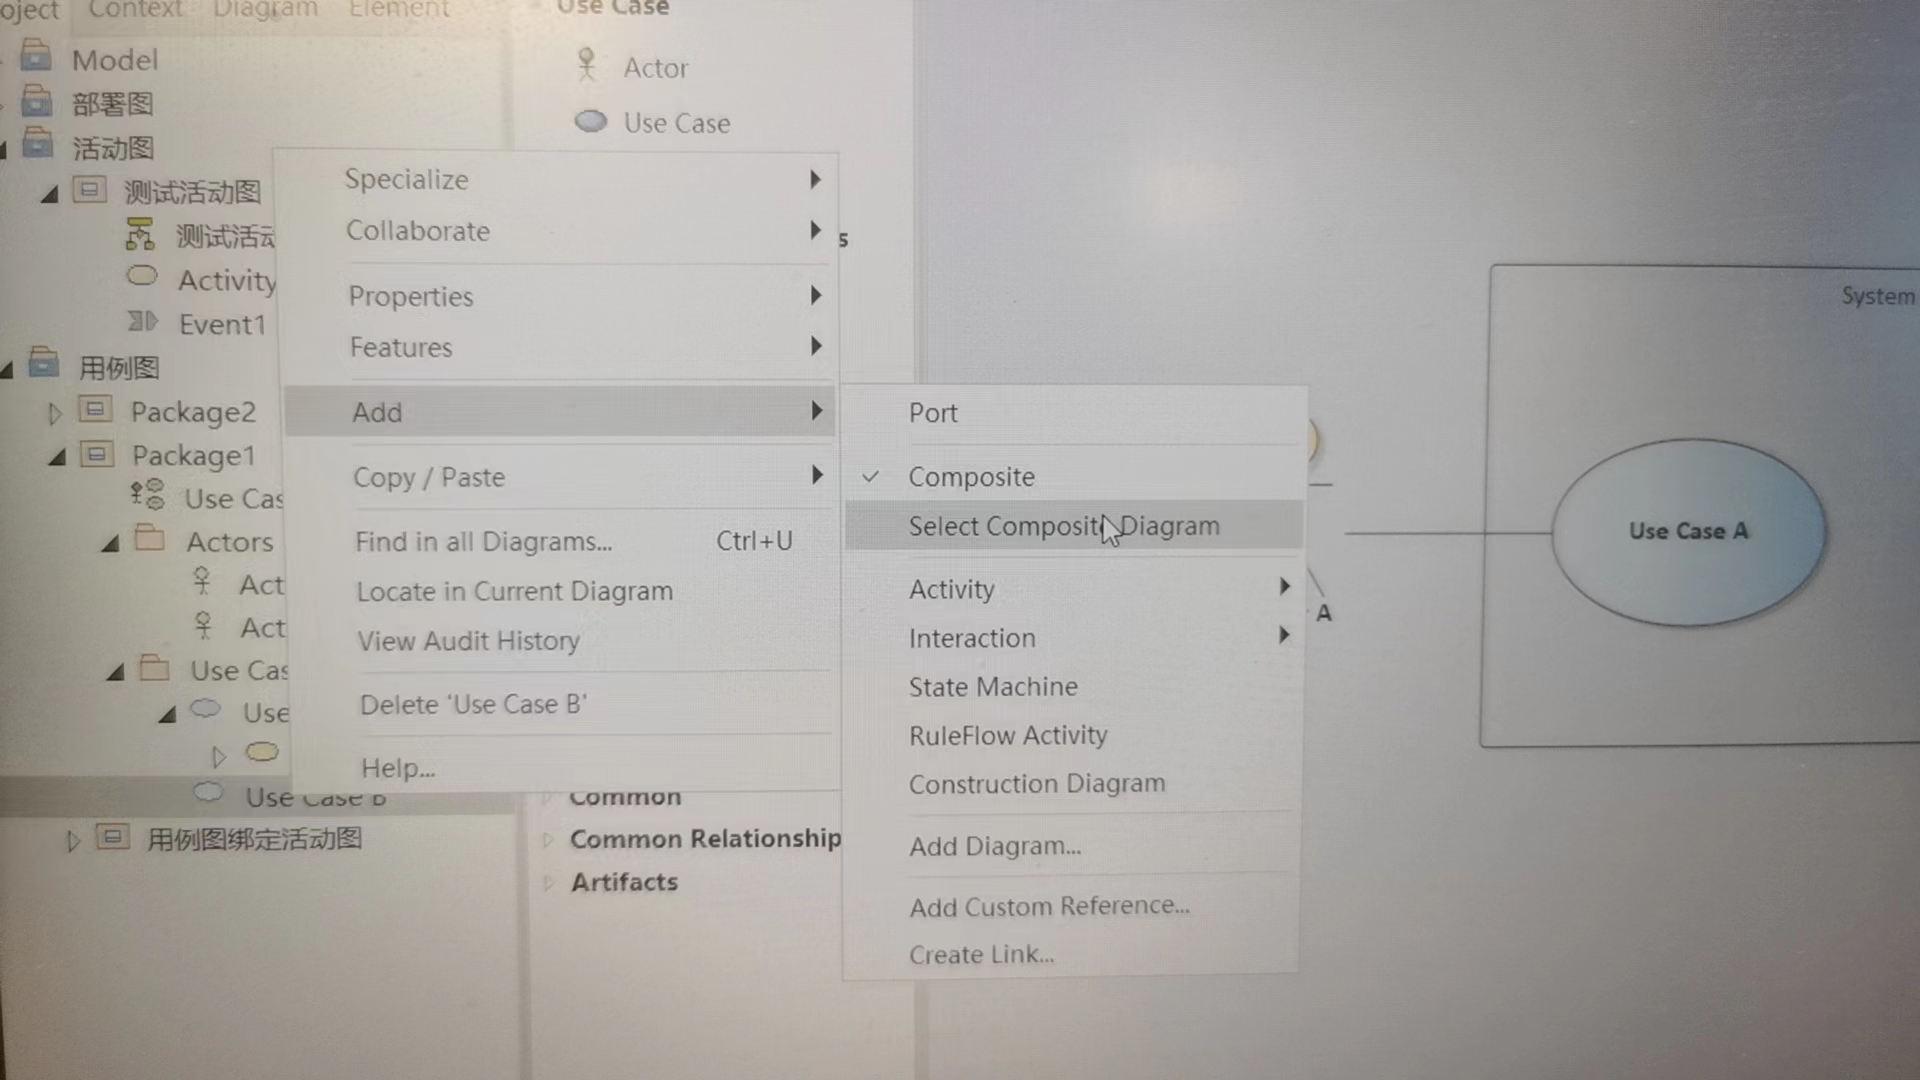 Context Diagram Element
Model
部署图
活动图
测试活动图
测试活动
Activity
Event1
用例图
Package2
Package1
Use Cas
Actors
Act
Act
Use Cas
Use
Use Case B
用例图绑定活动图
Use Case
Actor
Use Case
s
Common
Common Relationship
Artifacts
Specialize
Collaborate
Properties
Features
Add
Copy / Paste
Find in all Diagrams... Ctrl+U
Locate in Current Diagram
View Audit History
Delete 'Use Case B'
Help...
Port
Composite
Select Composite Diagram
Activity
Interaction
State Machine
RuleFlow Activity
Construction Diagram
Add Diagram...
Add Custom Reference...
Create Link...
A
System
Use Case A